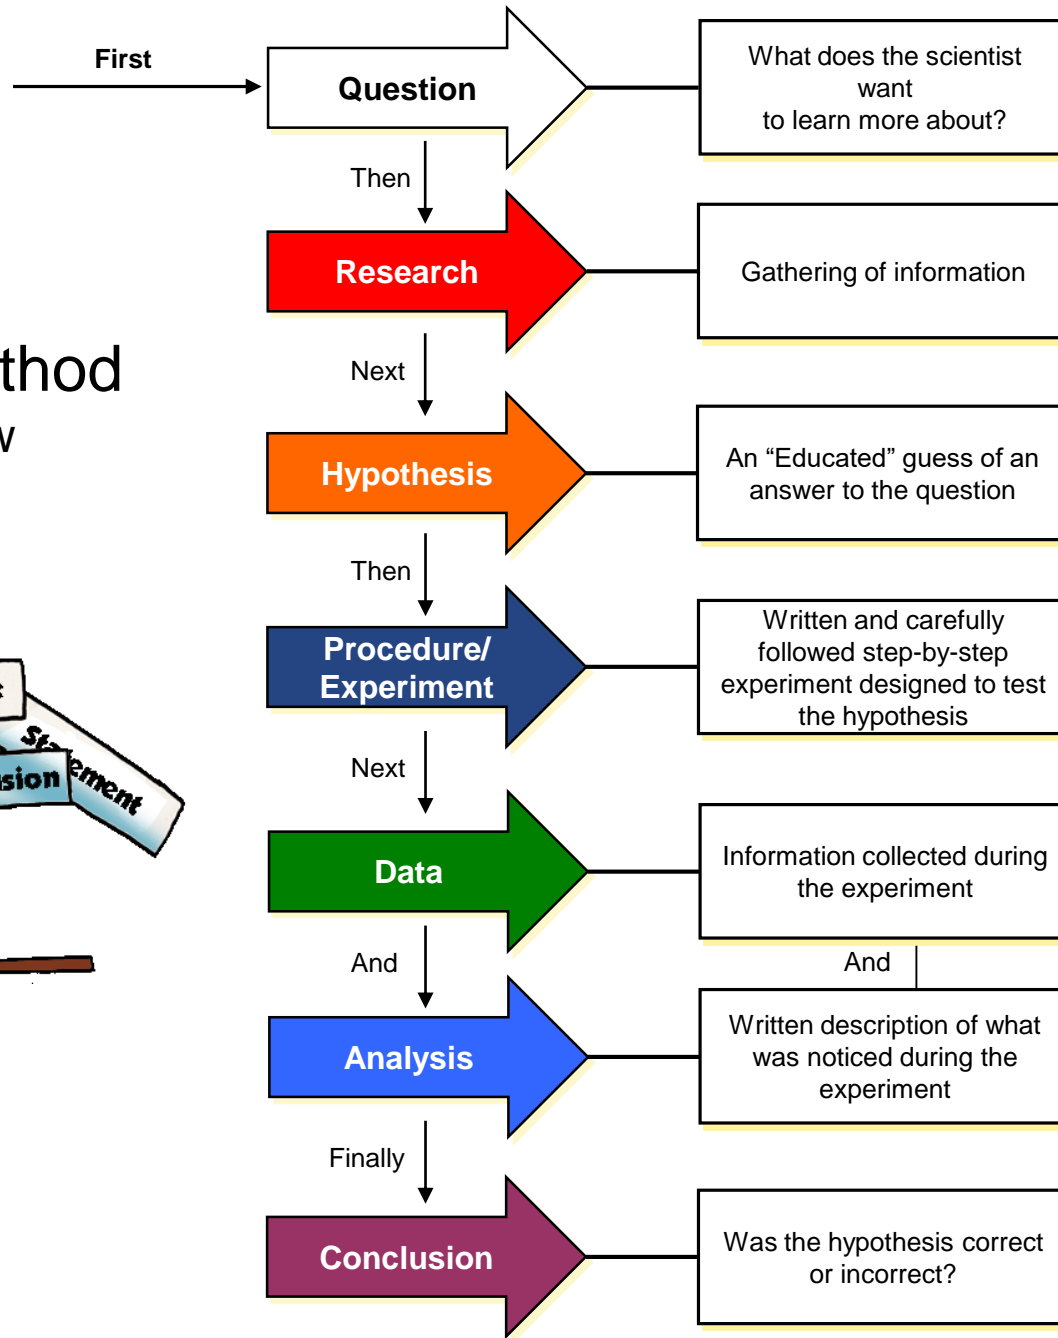 First
Question
What does the scientist
want
to learn more about?
Then
Research
Gathering of information
Next
thod
w
Hypothesis
An “Educated” guess of an
answer to the question
Then
Procedure/
Experiment
Written and carefully
followed step-by-step
experiment designed to test
the hypothesis
Statement
sion
Next
Data
Information collected during
the experiment
And
And
Analysis
Written description of what
was noticed during the
experiment
Finally
Conclusion
Was the hypothesis correct
or incorrect?